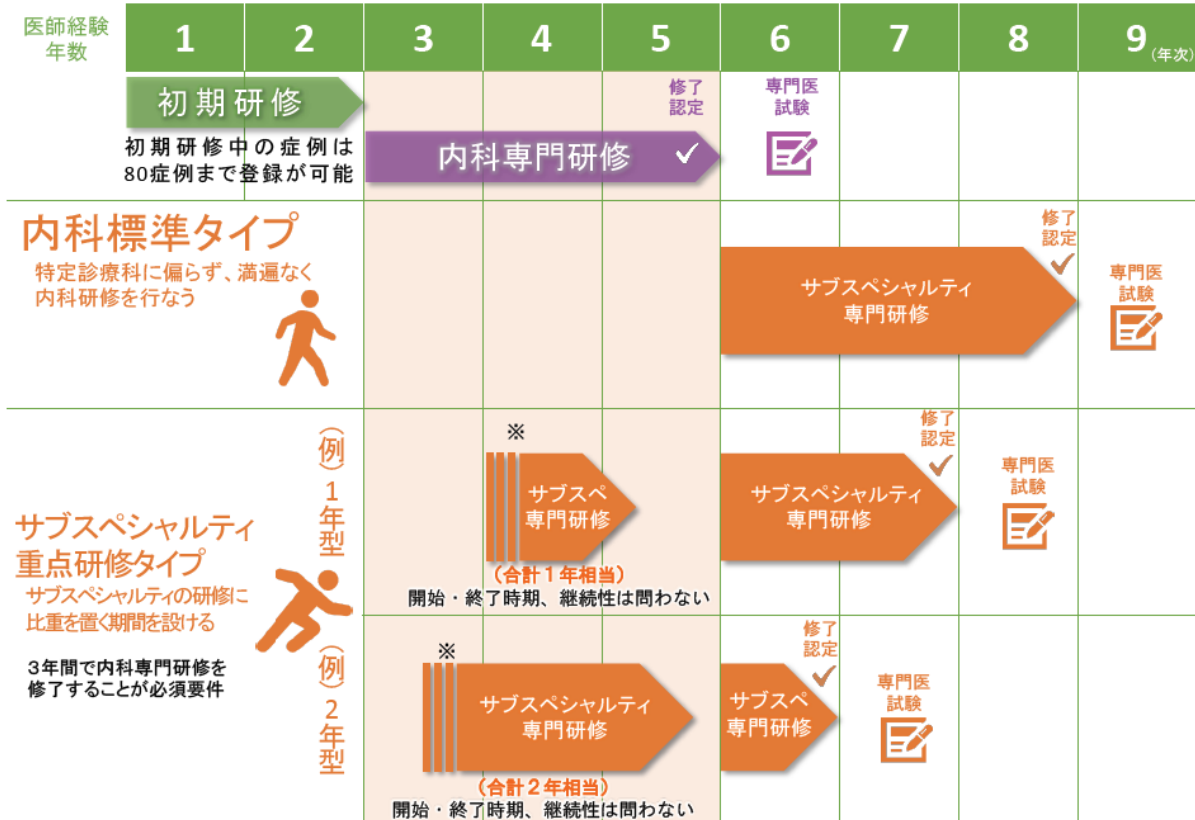 医師経験
年数
1 2 3 4 5 6 7 8 9(年次)
初期研修
初期研修中の症例は
80症例まで登録が可能
内科専門研修
修了
認定
専門医
試験
内科標準タイプ
特定診療科に偏らず、満遍なく
内科研修を行なう
サブスペシャルティ
専門研修
修了
認定
専門医
試験
サブスペシャルティ
重点研修タイプ
サブスペシャルティの研修に
比重を置く期間を設ける
3年間で内科専門研修を
修了することが必須要件
(例)1年型
※
サブスペ
専門研修
(合計1年相当)
開始・終了時期、継続性は問わない
サブスペシャルティ
専門研修
修了
認定
専門医
試験
(例)2年型
※
サブスペシャルティ
専門研修
(合計2年相当)
開始・終了時期、継続性は問わない
サブスペ
専門研修
修了
認定
専門医
試験